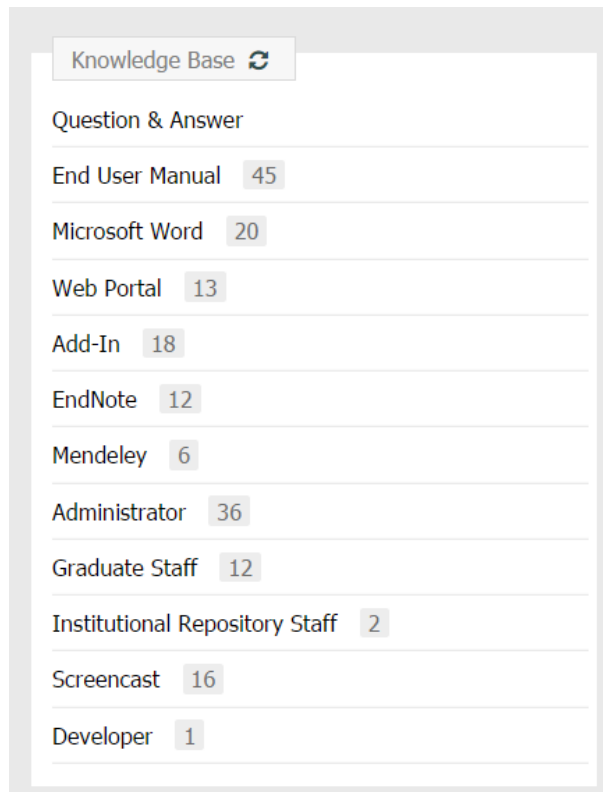 Knowledge Base
Question & Answer
End User Manual 45
Microsoft Word 20
Web Portal 13
Add-In 18
EndNote 12
Mendeley 6
Administrator 36
Graduate Staff 12
Institutional Repository Staff 2
Screencast 16
Developer 1